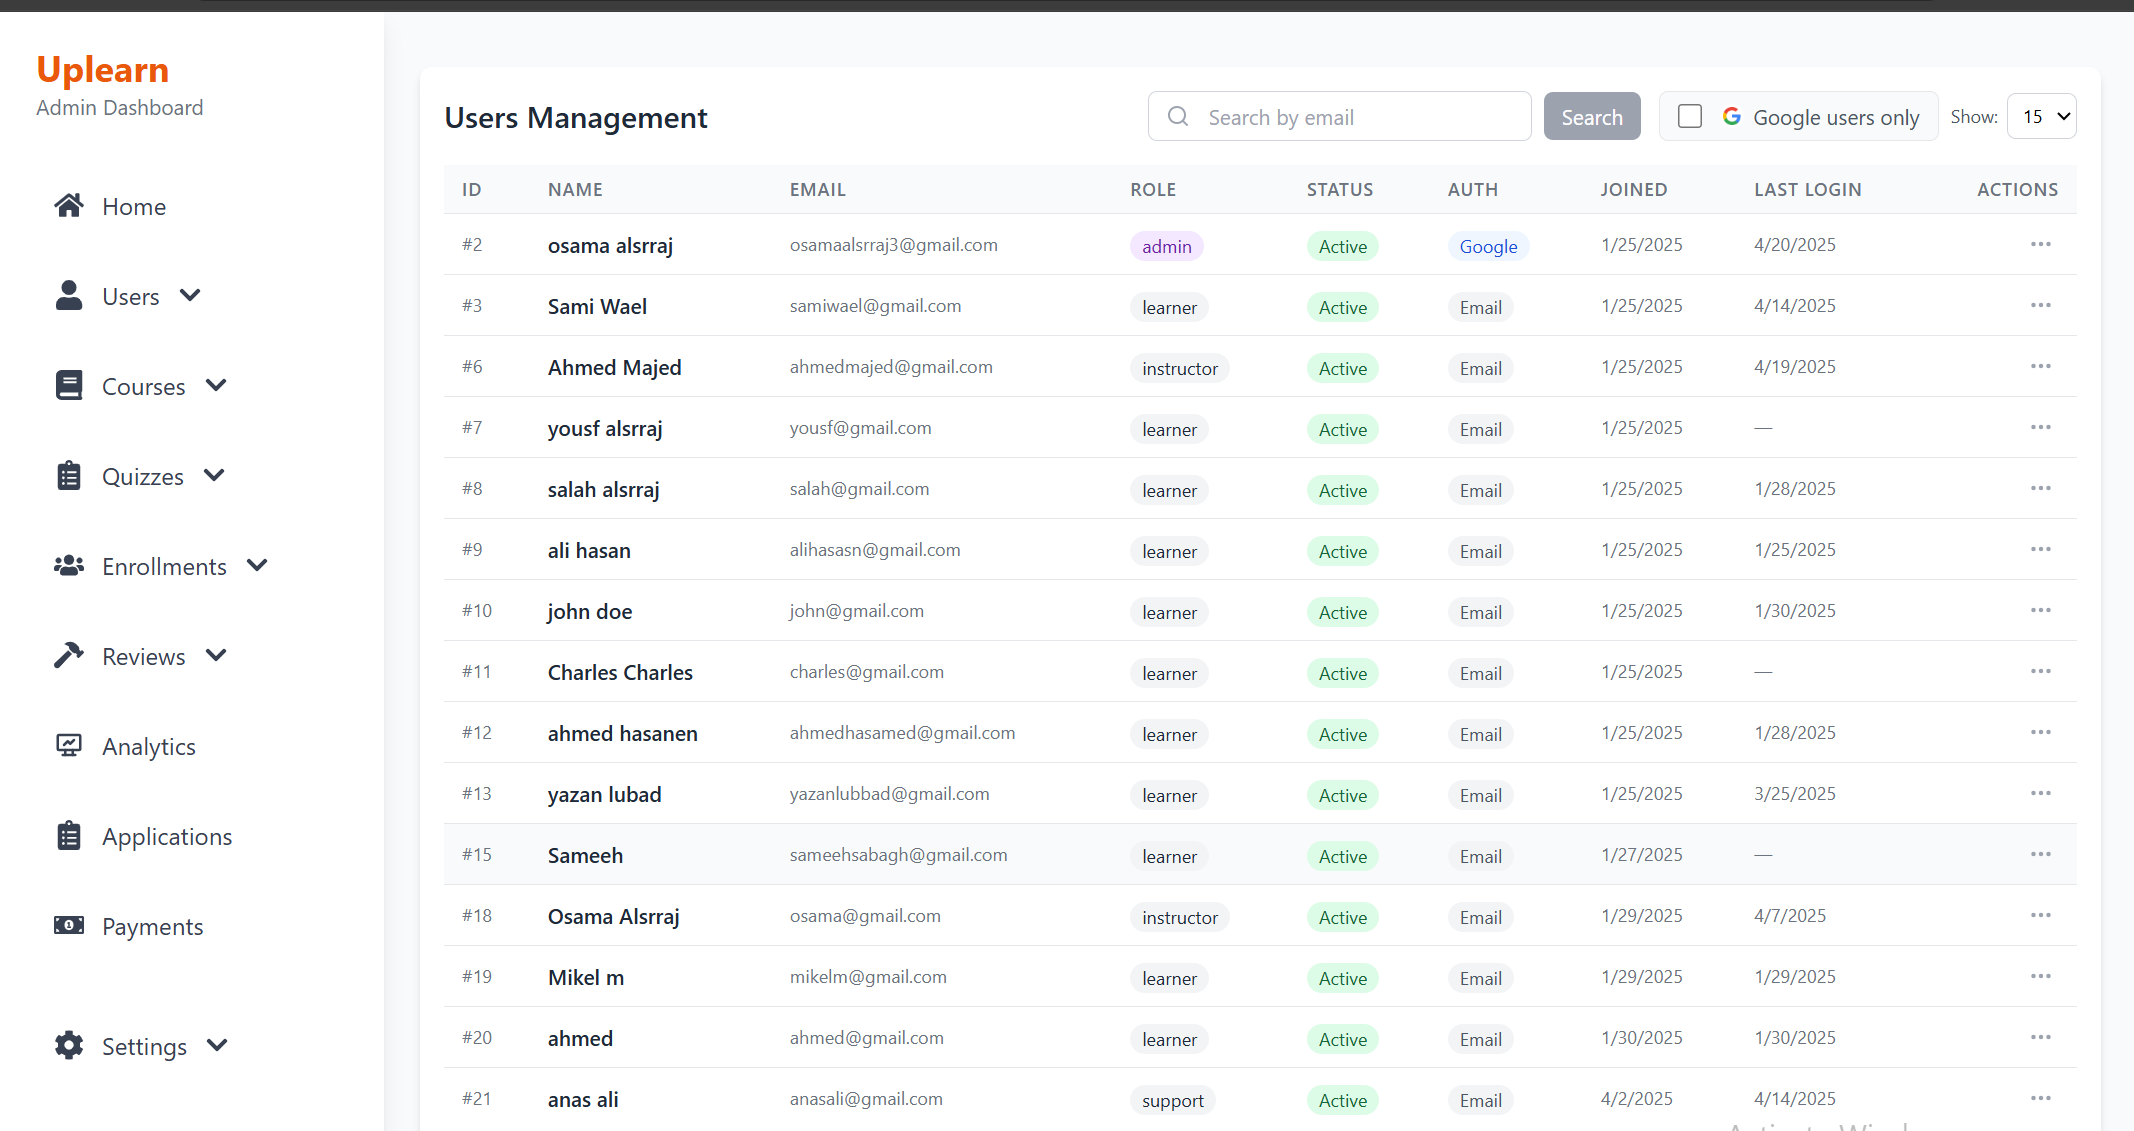 Uplearn
Admin Dashboard
Home
Users
Courses
Quizzes
Enrollments
Reviews
Analytics
Applications
Payments
Settings
Users Management
Search by email
Search
Google users only
Show: 15
ID NAME EMAIL ROLE STATUS AUTH JOINED LAST LOGIN ACTIONS
#2 osama alsrraj osamaalsrraj3@gmail.com admin Active Google 1/25/2025 4/20/2025 ...
#3 Sami Wael samiwael@gmail.com learner Active Email 1/25/2025 4/14/2025 ...
#6 Ahmed Majed ahmedmajed@gmail.com instructor Active Email 1/25/2025 4/19/2025 ...
#7 yousf alsrraj yousf@gmail.com learner Active Email 1/25/2025 — ...
#8 salah alsrraj salah@gmail.com learner Active Email 1/25/2025 1/28/2025 ...
#9 ali hasan alihasasn@gmail.com learner Active Email 1/25/2025 1/25/2025 ...
#10 john doe john@gmail.com learner Active Email 1/25/2025 1/30/2025 ...
#11 Charles Charles charles@gmail.com learner Active Email 1/25/2025 — ...
#12 ahmed hasanen ahmedhasamed@gmail.com learner Active Email 1/25/2025 1/28/2025 ...
#13 yazan lubad yazanlubbad@gmail.com learner Active Email 1/25/2025 3/25/2025 ...
#15 Sameeh sameehsabagh@gmail.com learner Active Email 1/27/2025 — ...
#18 Osama Alsrraj osama@gmail.com instructor Active Email 1/29/2025 4/7/2025 ...
#19 Mikel m mikelm@gmail.com learner Active Email 1/29/2025 1/29/2025 ...
#20 ahmed ahmed@gmail.com learner Active Email 1/30/2025 1/30/2025 ...
#21 anas ali anasali@gmail.com support Active Email 4/2/2025 4/14/2025 ...